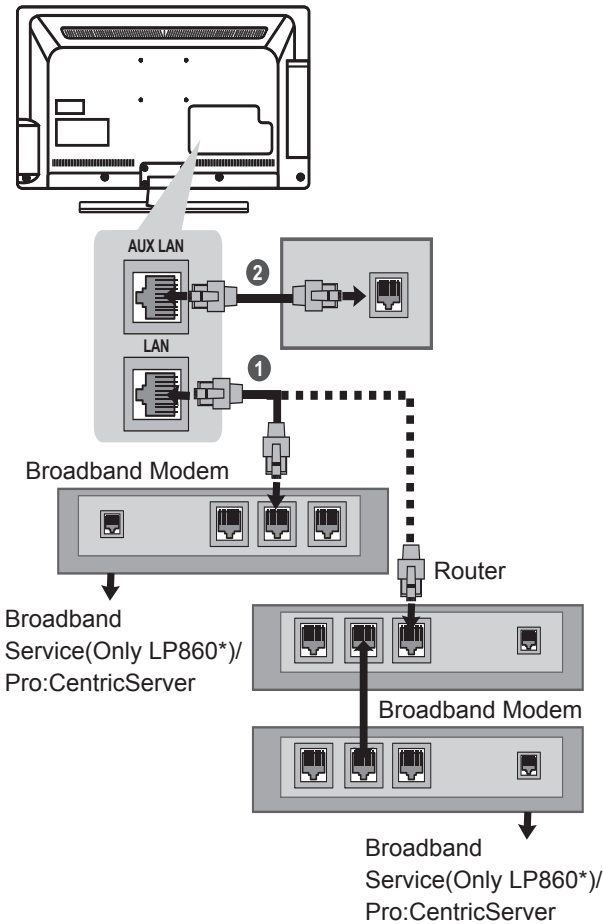 AUX LAN
2
LAN
1
Broadband Modem
Router
Broadband
Service(Only LP860*)/
Pro:CentricServer
Broadband Modem
Broadband
Service(Only LP860*)/
Pro:CentricServer